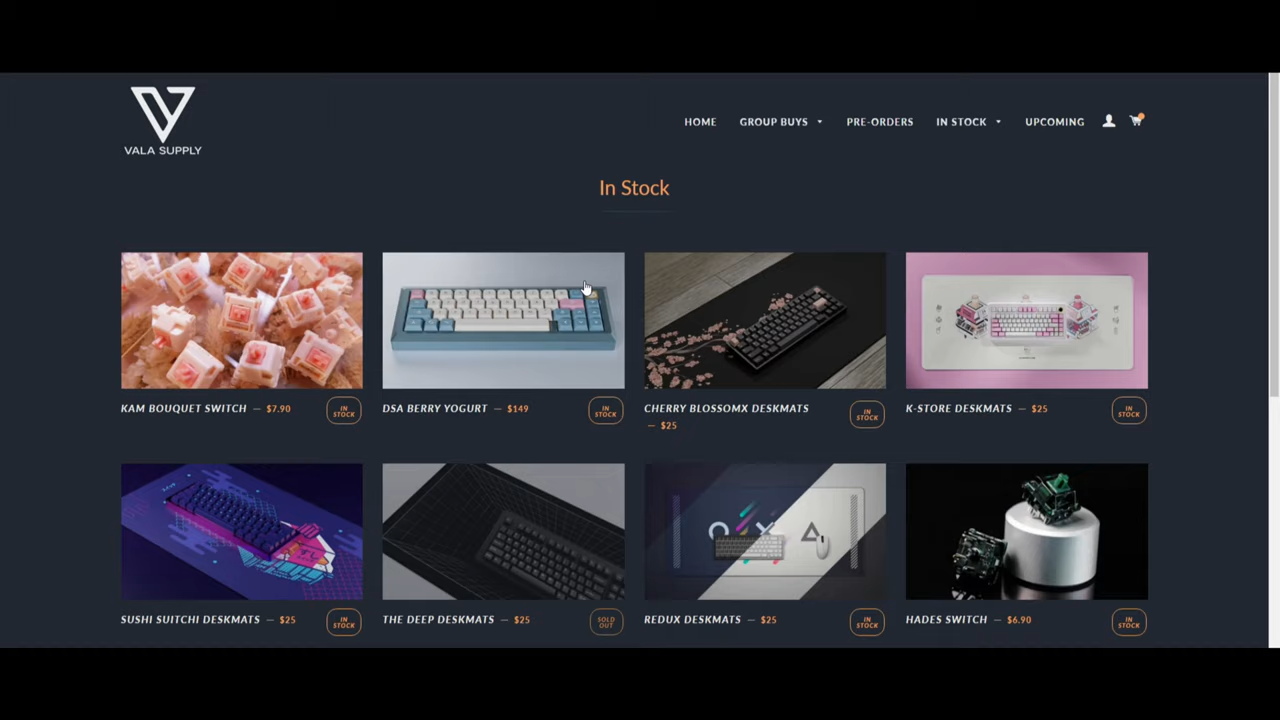 VALA SUPPLY
HOME GROUP BUYS PRE-ORDERS IN STOCK UPCOMING
In Stock
KAM BOUQUET SWITCH — $7.90 IN STOCK
DSA BERRY YOGURT — $149 IN STOCK
CHERRY BLOSSOMX DESKMATS — $25 IN STOCK
K-STORE DESKMATS — $25 IN STOCK
SUSHI SUITCHI DESKMATS — $25 IN STOCK
THE DEEP DESKMATS — $25 SOLD OUT
REDUX DESKMATS — $25 IN STOCK
HADES SWITCH — $6.90 IN STOCK